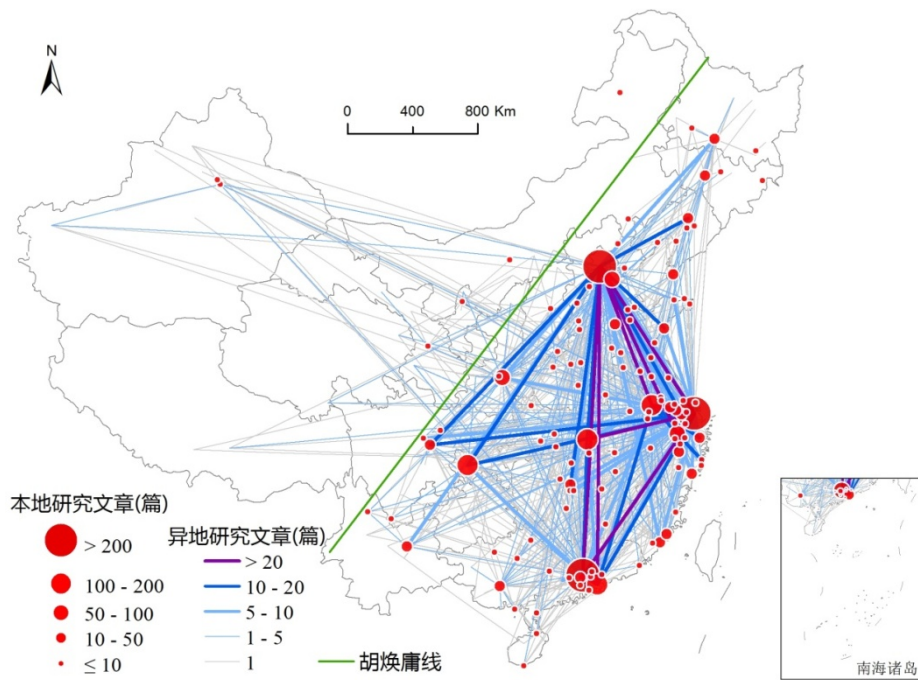 N
0 400 800 Km
本地研究文章(篇)
> 200
100 - 200
50 - 100
10 - 50
≤ 10
异地研究文章(篇)
> 20
10 - 20
5 - 10
1 - 5
1
胡焕庸线
南海诸岛